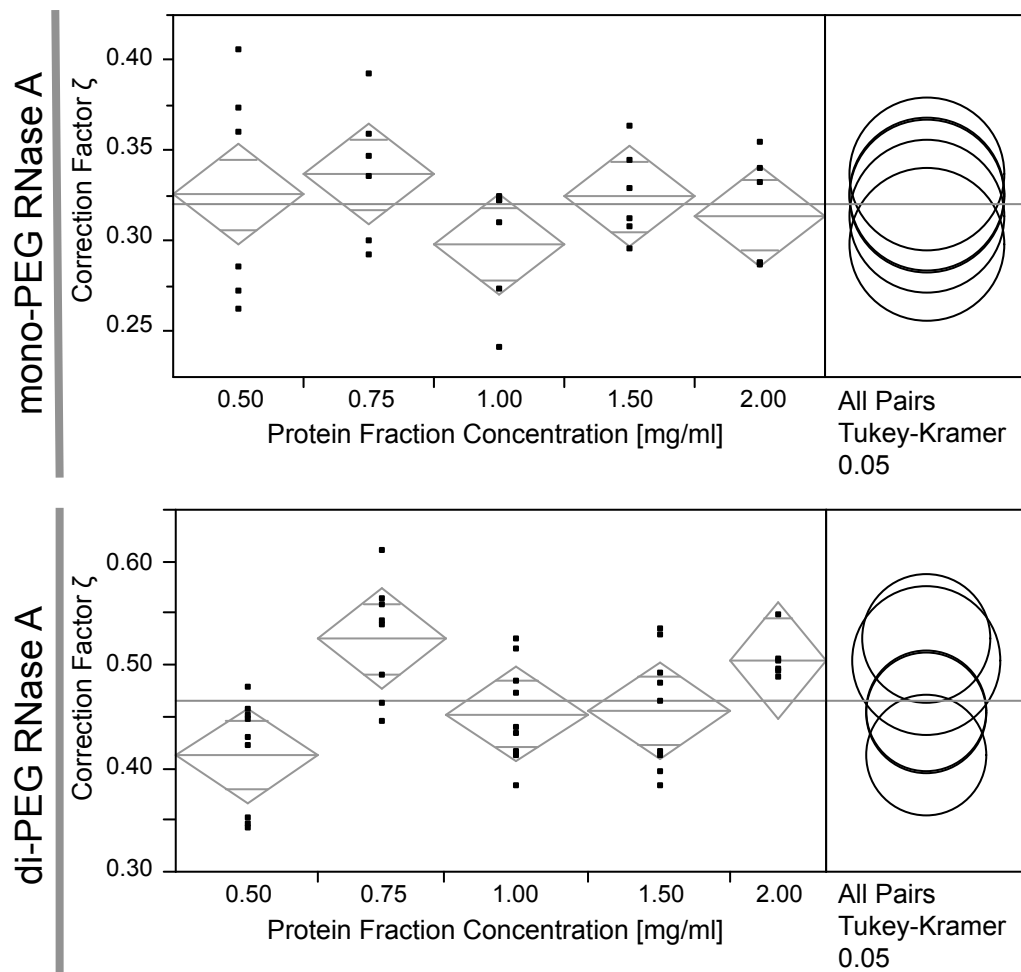 mono-PEG RNase A
Correction Factor ζ
0.40
0.35
0.30
0.25
0.50 0.75 1.00 1.50 2.00
Protein Fraction Concentration [mg/ml]
All Pairs
Tukey-Kramer
0.05
di-PEG RNase A
Correction Factor ζ
0.60
0.50
0.40
0.30
0.50 0.75 1.00 1.50 2.00
Protein Fraction Concentration [mg/ml]
All Pairs
Tukey-Kramer
0.05